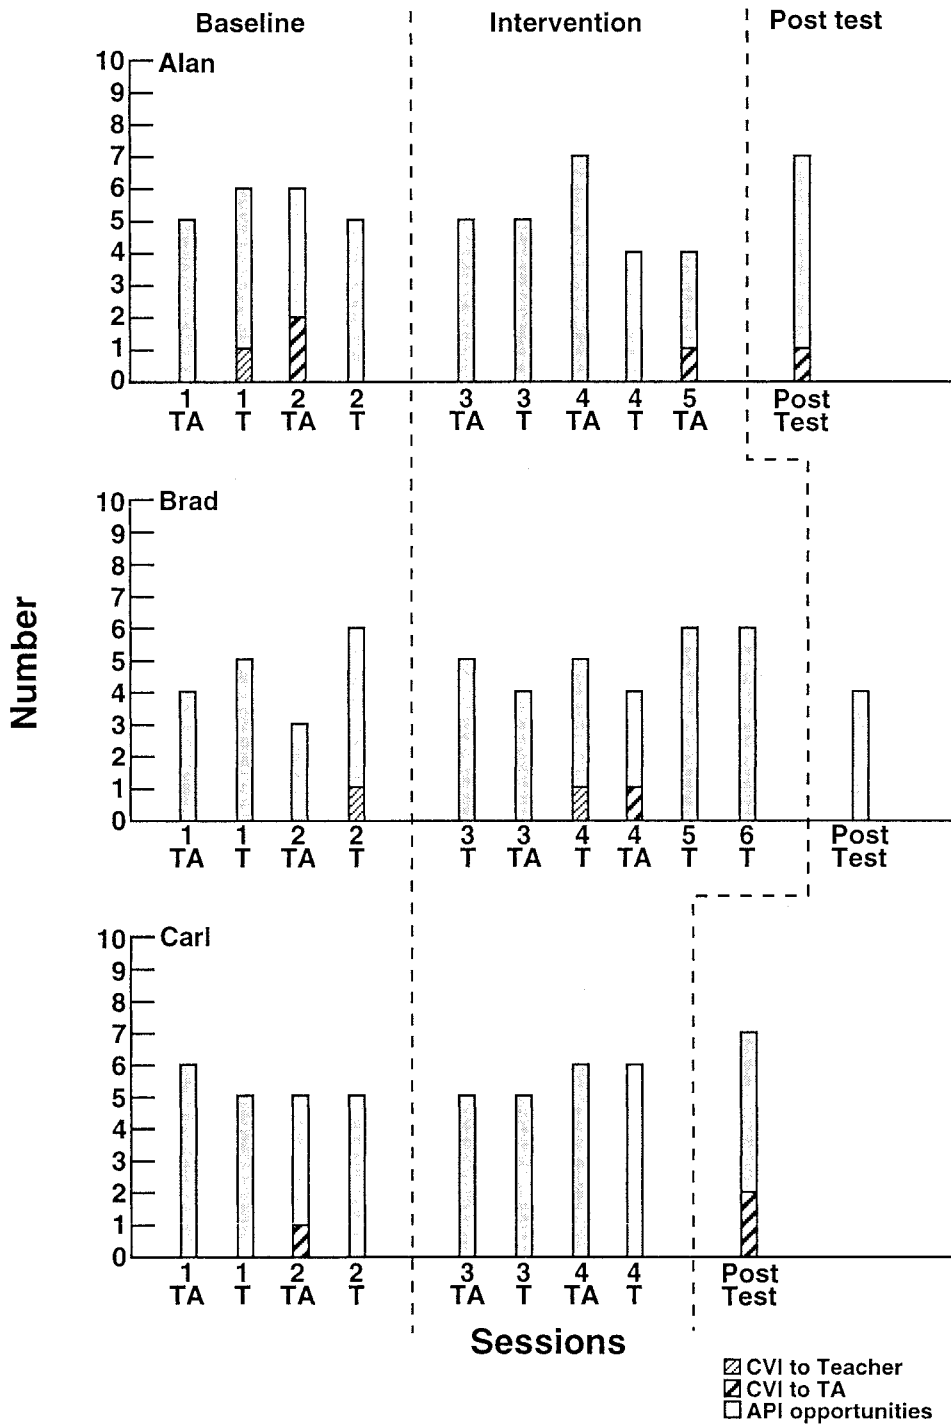 Baseline Intervention Post test
Alan
10
9
8
7
6
5
4
3
2
1
0
1 1 2 2 3 3 4 4 5 Post
TA T TA T TA T TA T TA Test
Brad
10
9
8
7
6
5
4
3
2
1
0
1 1 2 2 3 3 4 4 5 6 Post
TA T TA T T TA T TA T T Test
Number
Carl
10
9
8
7
6
5
4
3
2
1
0
1 1 2 2 3 3 4 4 Post
TA T TA T TA T TA T Test
Sessions
CVI to Teacher
CVI to TA
API opportunities